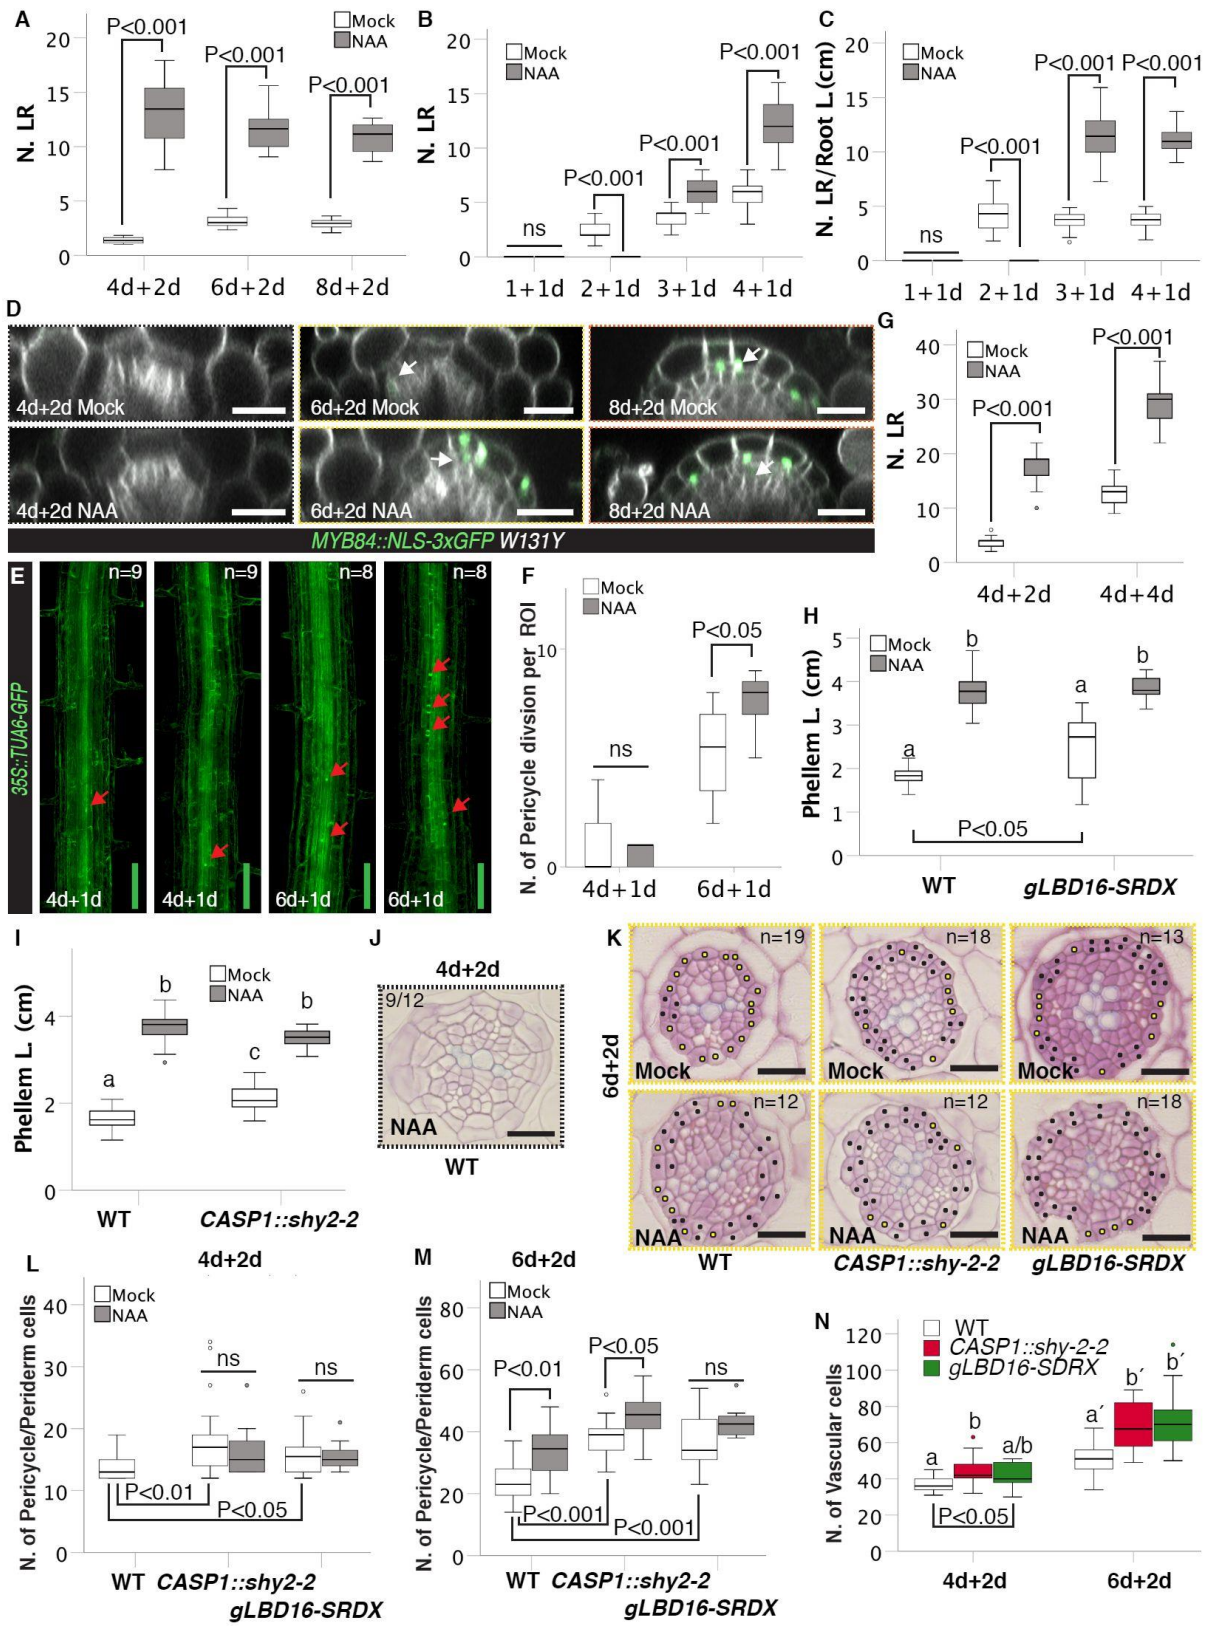 A
N. LR
20
15
10
5
0
P<0.001
P<0.001
P<0.001
Mock
NAA
4d+2d
6d+2d
8d+2d
B
N. LR
20
15
10
5
0
Mock
NAA
ns
P<0.001
P<0.001
P<0.001
1+1d
2+1d
3+1d
4+1d
C
N. LR/Root L.(cm)
20
15
10
5
0
Mock
NAA
ns
P<0.001
P<0.001
P<0.001
1+1d
2+1d
3+1d
4+1d
D
4d+2d Mock
6d+2d Mock
8d+2d Mock
4d+2d NAA
6d+2d NAA
8d+2d NAA
MYB84::NLS-3xGFP W131Y
G
N. LR
40
30
20
10
0
Mock
NAA
P<0.001
P<0.001
4d+2d
4d+4d
E
35S::TUA6-GFP
n=9
n=9
n=8
n=8
4d+1d
4d+1d
6d+1d
6d+1d
F
N. of Pericycle divsion per ROI
10
0
Mock
NAA
ns
P<0.05
4d+1d
6d+1d
H
Phellem L. (cm)
5
4
3
2
1
0
Mock
NAA
a
b
a
b
P<0.05
WT
gLBD16-SRDX
I
Phellem L. (cm)
4
2
0
Mock
NAA
a
b
c
b
WT
CASP1::shy2-2
J
4d+2d
9/12
NAA
WT
K
6d+2d
n=19
n=18
n=13
Mock
Mock
Mock
n=12
n=12
n=18
NAA
NAA
NAA
WT
CASP1::shy-2-2
gLBD16-SRDX
L
4d+2d
N. of Pericycle/Periderm cells
40
30
20
10
0
Mock
NAA
ns
ns
P<0.01
P<0.05
WT
CASP1::shy2-2
gLBD16-SRDX
M
6d+2d
N. of Pericycle/Periderm cells
80
60
40
20
0
Mock
NAA
P<0.01
P<0.05
ns
P<0.001
P<0.001
WT
CASP1::shy2-2
gLBD16-SRDX
N
N. of Vascular cells
120
100
80
60
40
20
0
WT
CASP1::shy-2-2
gLBD16-SDRX
a
b
a/b
P<0.05
a´
b´
b´
4d+2d
6d+2d